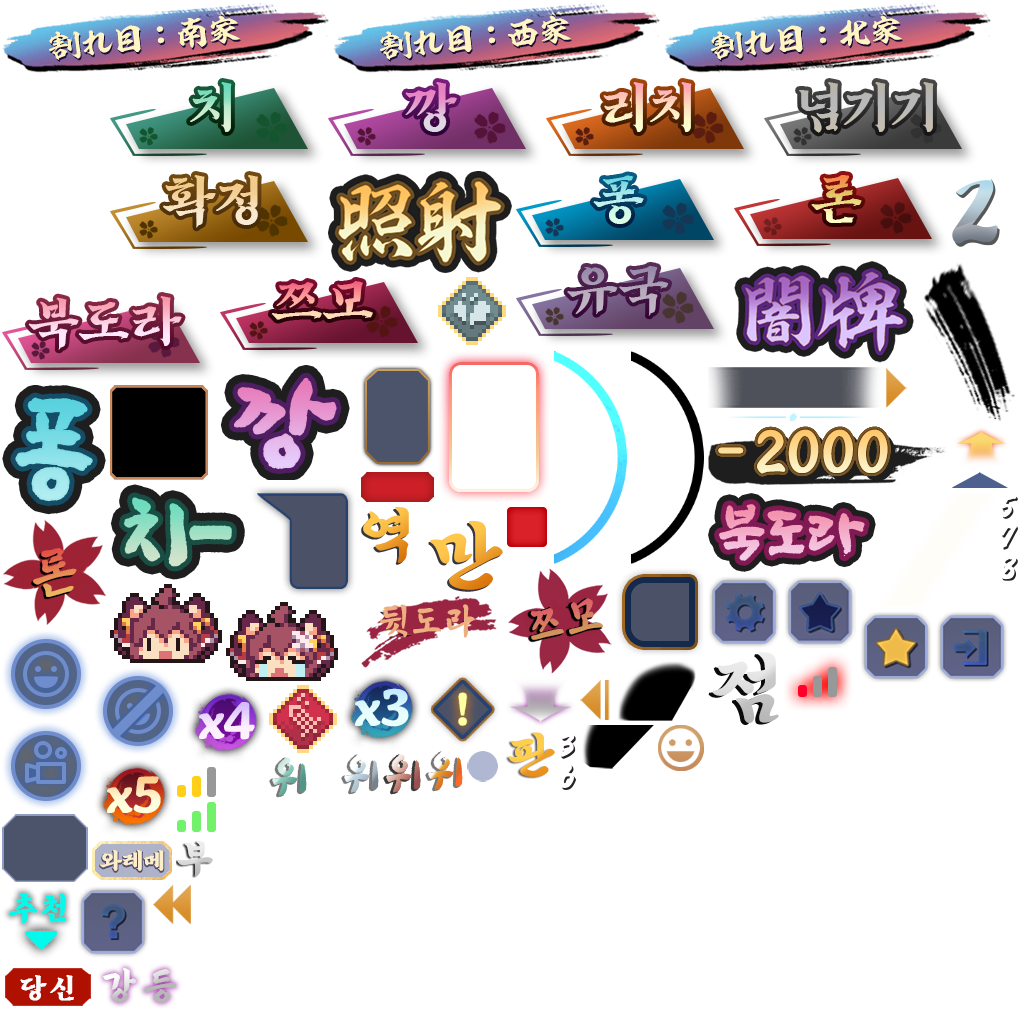 割れ目：南家
割れ目：西家
割れ目：北家
치
깡
리치
넘기기
확정
照射
퐁
론
2
북도라
쯔모
유국
闇牌
퐁
깡
-2000
치
역
만
북도라
5
7
8
론
뒷도라
쯔모
점
x4
x3
!
x5
위
위
위
위
판
3
6
와레메
부
추천
?
당신
강등